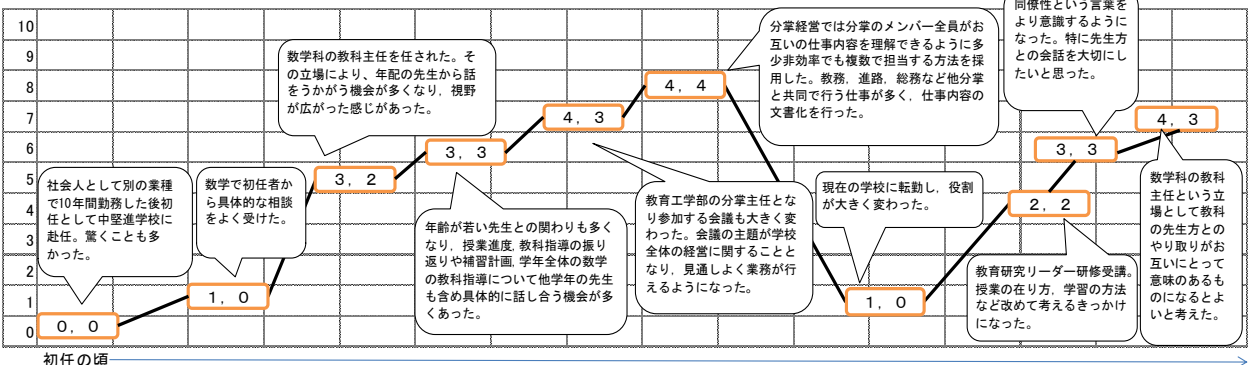 10
9
8
7
6
5
4
3
2
1
0
社会人として別の業種
で10年間勤務した後初
任として中堅進学校に
赴任。驚くことも多
かった。
0，0
数学で初任者か
ら具体的な相談
をよく受けた。
1，0
数学科の教科主任を任された。そ
の立場により、年配の先生から話
をうかがう機会が多くなり，視野
が広がった感じがあった。
3，2
年齢が若い先生との関わりも多く
なり，授業進度，教科指導の振り
返りや補習計画，学年全体の数学
の教科指導について他学年の先生
も含め具体的に話し合う機会が多
くあった。
3，3
4，3
教育工学部の分掌主任とな
り参加する会議も大きく変
わった。会議の主題が学校
全体の経営に関することと
なり，見通しよく業務が行
えるようになった。
4，4
分掌経営では分掌のメンバー全員がお
互いの仕事内容を理解できるように多
少非効率でも複数で担当する方法を採
用した。教務，進路，総務など他分掌
と共同で行う仕事が多く，仕事内容の
文書化を行った。
現在の学校に転勤し，役割
が大きく変わった。
1，0
2，2
教育研究リーダー研修受講。
授業の在り方，学習の方法
など改めて考えるきっかけ
になった。
同僚性という言葉を
より意識するように
なった。特に先生方
との会話を大切にし
たいと思った。
3，3
4，3
数学科の教科
主任という立
場として教科
の先生方との
やり取りがお
互いにとって
意味のあるも
のになるとよ
いと考えた。
初任の頃